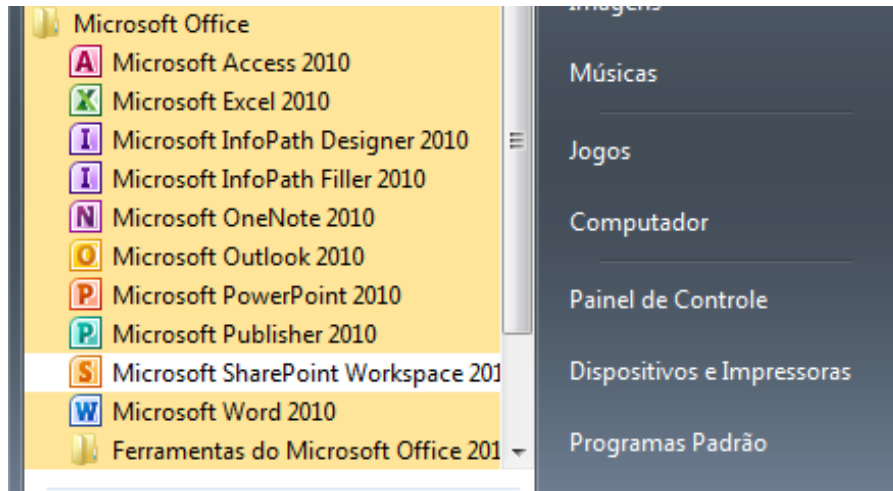 Microsoft Office
Microsoft Access 2010
Microsoft Excel 2010
Microsoft InfoPath Designer 2010
Microsoft InfoPath Filler 2010
Microsoft OneNote 2010
Microsoft Outlook 2010
Microsoft PowerPoint 2010
Microsoft Publisher 2010
Microsoft SharePoint Workspace 201
Microsoft Word 2010
Ferramentas do Microsoft Office 201
Imagens
Músicas
Jogos
Computador
Painel de Controle
Dispositivos e Impressoras
Programas Padrão